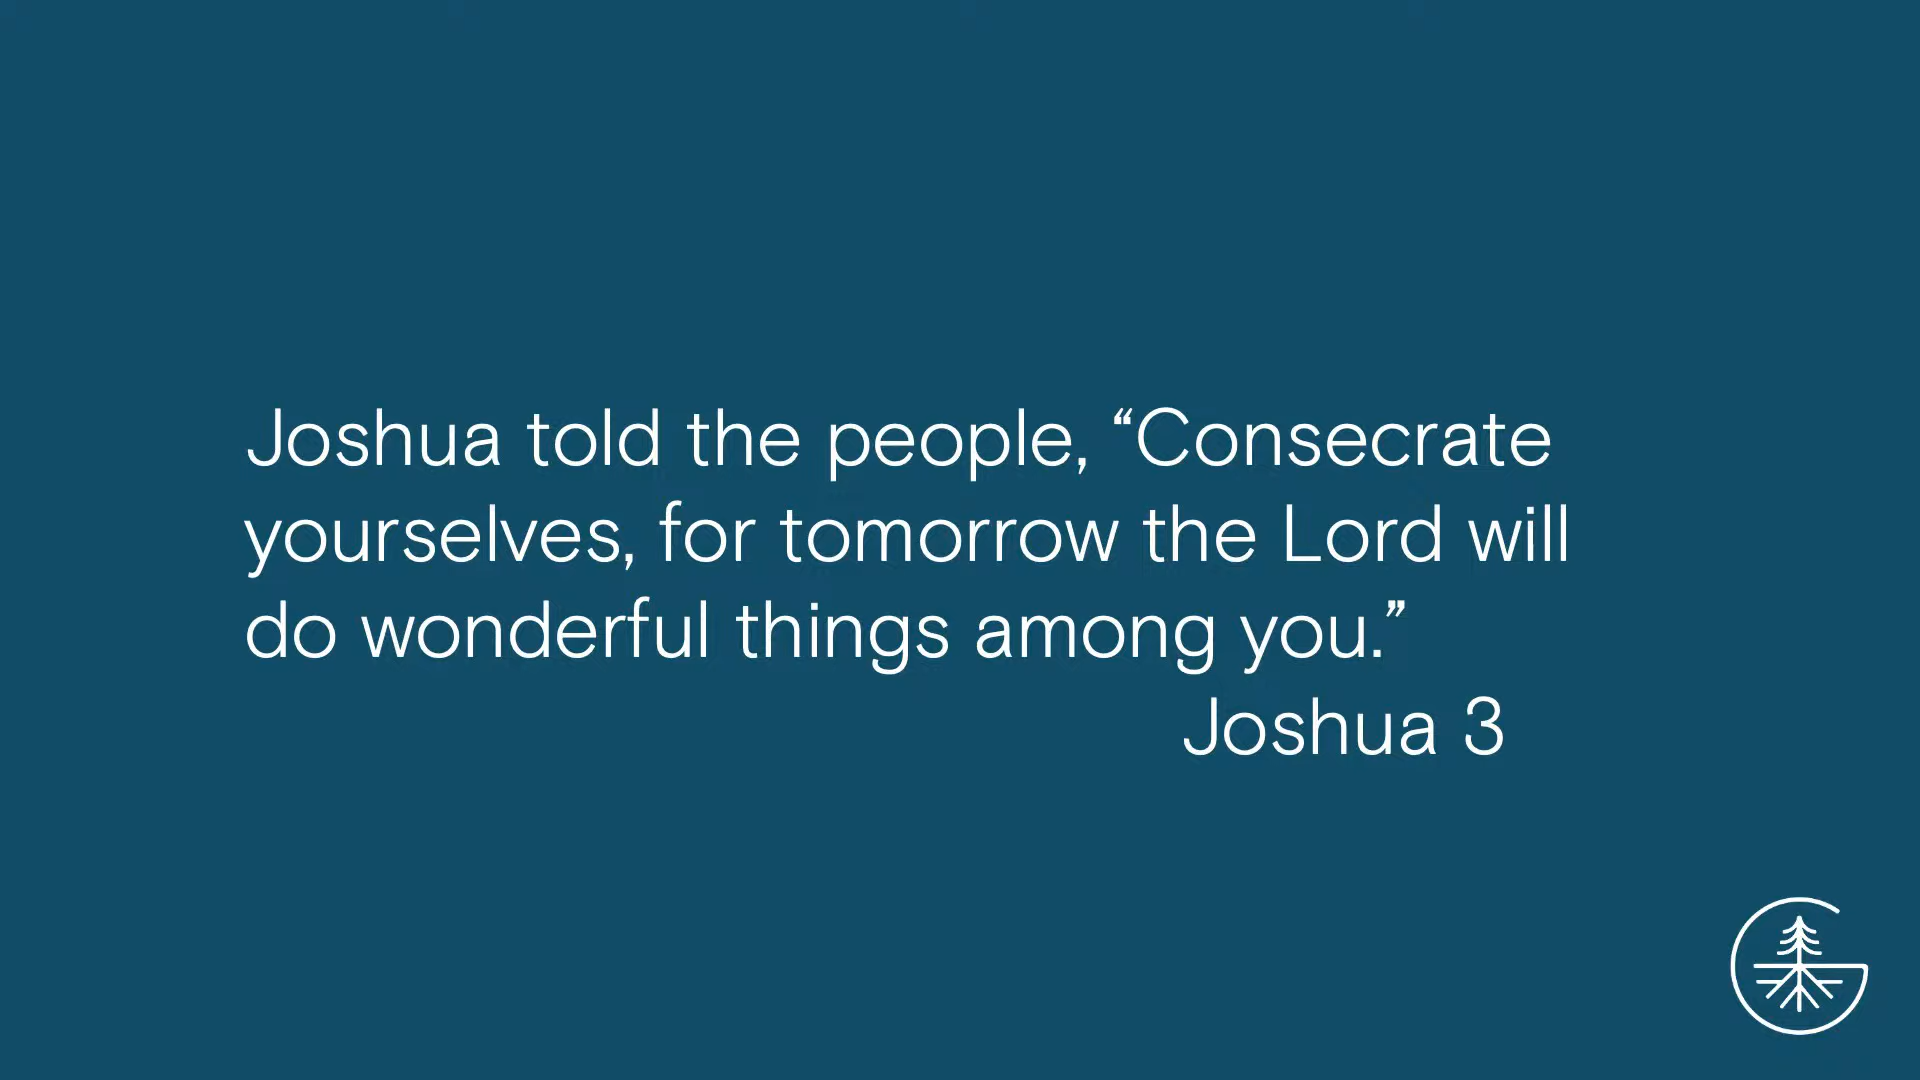 Joshua told the people, “Consecrate
yourselves, for tomorrow the Lord will
do wonderful things among you.”
Joshua 3